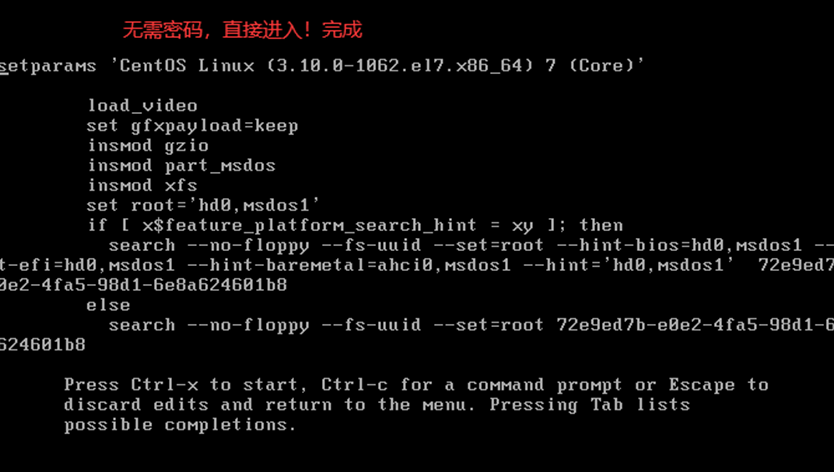 无需密码，直接进入！完成
setparams 'CentOS Linux (3.10.0-1062.el7.x86_64) 7 (Core)'
load_video
set gfxpayload=keep
insmod gzio
insmod part_msdos
insmod xfs
set root='hd0,msdos1'
if [ x$feature_platform_search_hint = xy ]; then
search --no-floppy --fs-uuid --set=root --hint-bios=hd0,msdos1 --
t-efi=hd0,msdos1 --hint-baremetal=ahci0,msdos1 --hint='hd0,msdos1'  72e9ed7
0e2-4fa5-98d1-6e8a624601b8
else
search --no-floppy --fs-uuid --set=root 72e9ed7b-e0e2-4fa5-98d1-6
624601b8
Press Ctrl-x to start, Ctrl-c for a command prompt or Escape to
discard edits and return to the menu. Pressing Tab lists
possible completions.